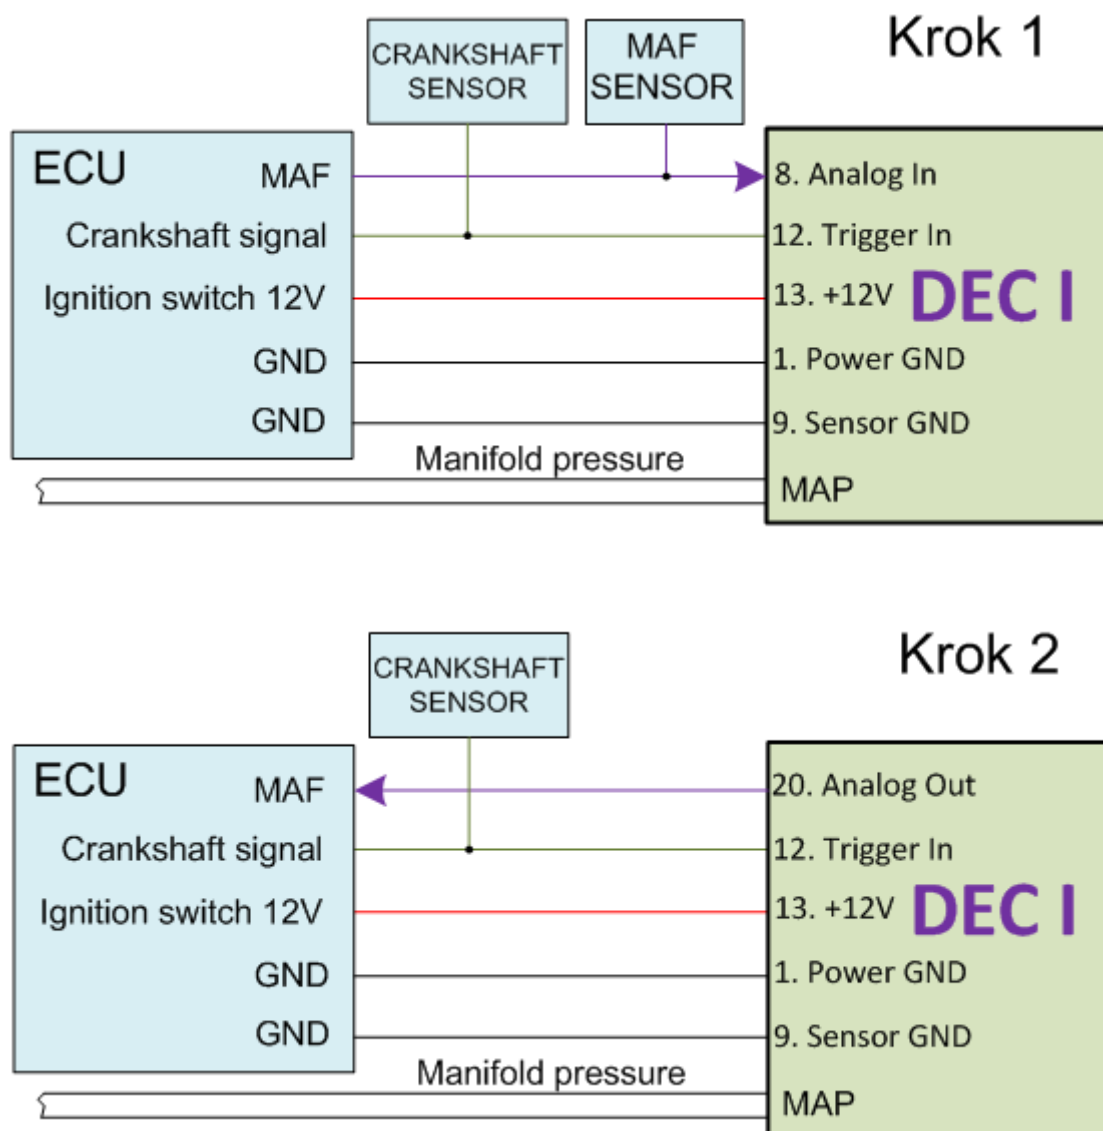 Krok 1
CRANKSHAFT
SENSOR
MAF
SENSOR
ECU
MAF
Crankshaft signal
Ignition switch 12V
GND
GND
8. Analog In
12. Trigger In
13. +12V
DEC I
1. Power GND
9. Sensor GND
Manifold pressure
MAP
Krok 2
CRANKSHAFT
SENSOR
ECU
MAF
Crankshaft signal
Ignition switch 12V
GND
GND
20. Analog Out
12. Trigger In
13. +12V
DEC I
1. Power GND
9. Sensor GND
Manifold pressure
MAP